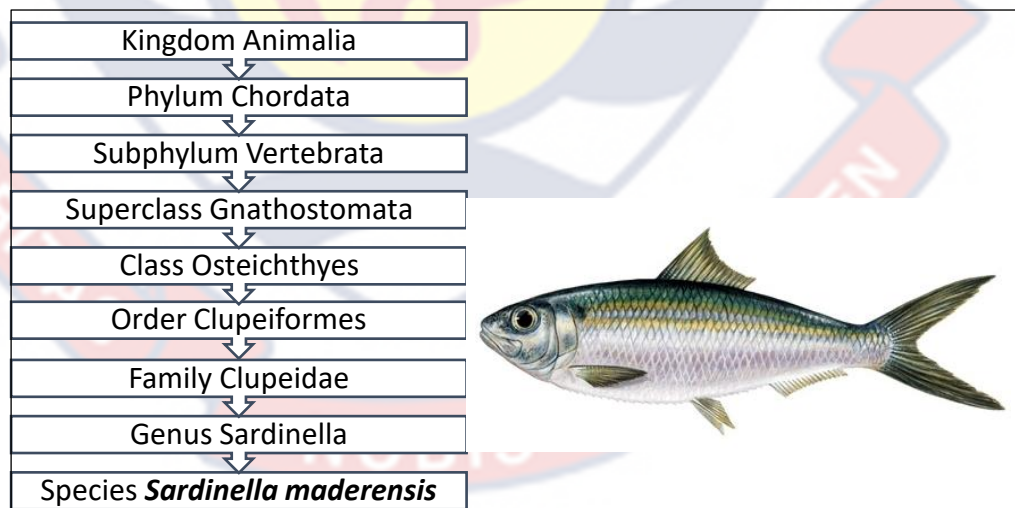 Kingdom Animalia
Phylum Chordata
Subphylum Vertebrata
Superclass Gnathostomata
Class Osteichthyes
Order Clupeiformes
Family Clupeidae
Genus Sardinella
Species Sardinella maderensis